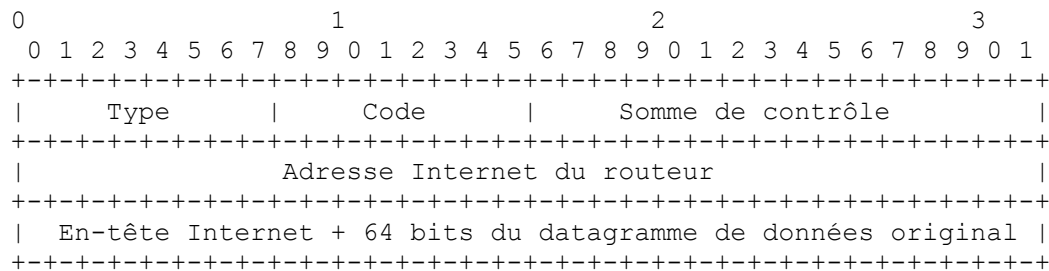 0                   1                   2                   3
 0 1 2 3 4 5 6 7 8 9 0 1 2 3 4 5 6 7 8 9 0 1 2 3 4 5 6 7 8 9 0 1
+-+-+-+-+-+-+-+-+-+-+-+-+-+-+-+-+-+-+-+-+-+-+-+-+-+-+-+-+-+-+-+-+
|     Type      |     Code      |     Somme de contrôle         |
+-+-+-+-+-+-+-+-+-+-+-+-+-+-+-+-+-+-+-+-+-+-+-+-+-+-+-+-+-+-+-+-+
|                Adresse Internet du routeur                    |
+-+-+-+-+-+-+-+-+-+-+-+-+-+-+-+-+-+-+-+-+-+-+-+-+-+-+-+-+-+-+-+-+
|  En-tête Internet + 64 bits du datagramme de données original |
+-+-+-+-+-+-+-+-+-+-+-+-+-+-+-+-+-+-+-+-+-+-+-+-+-+-+-+-+-+-+-+-+